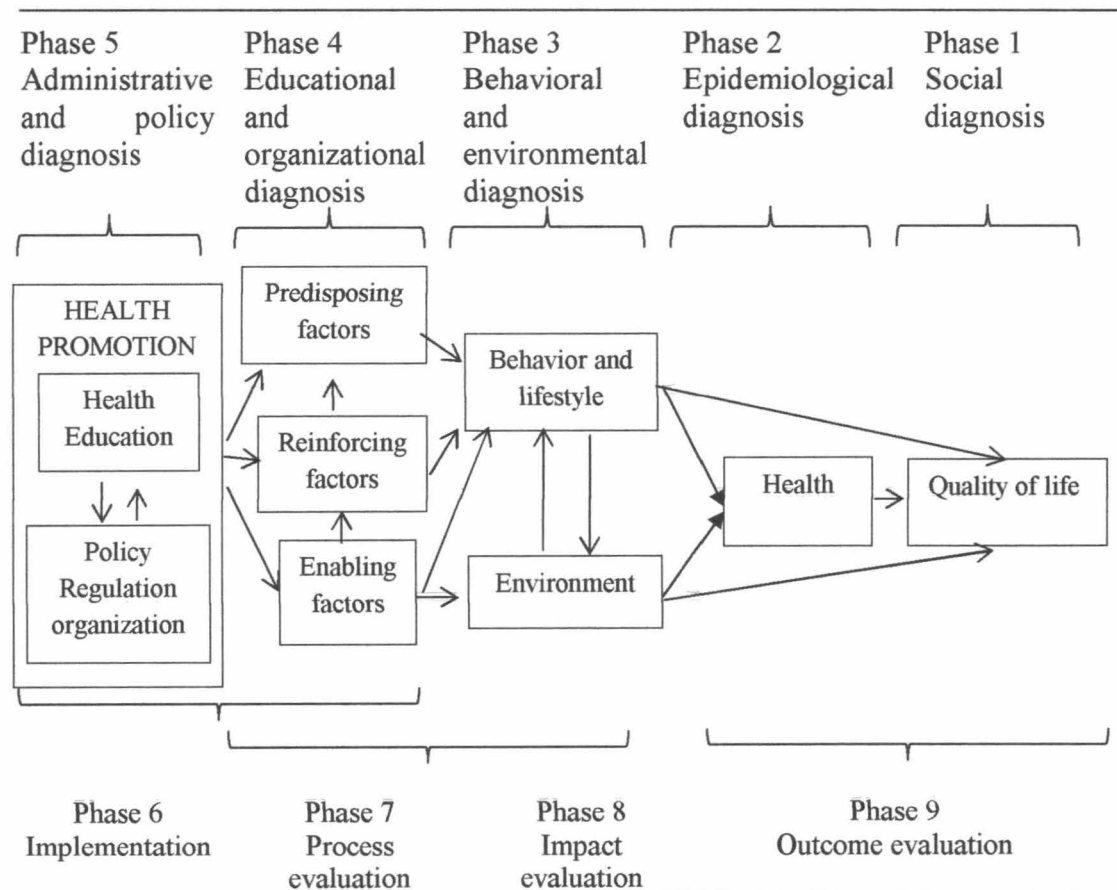 Phase 5
Administrative
and policy
diagnosis
Phase 4
Educational
and
organizational
diagnosis
Phase 3
Behavioral
and
environmental
diagnosis
Phase 2
Epidemiological
diagnosis
Phase 1
Social
diagnosis
HEALTH
PROMOTION
Health
Education
Policy
Regulation
organization
Predisposing
factors
Reinforcing
factors
Enabling
factors
Behavior and
lifestyle
Environment
Health
Quality of life
Phase 6
Implementation
Phase 7
Process
evaluation
Phase 8
Impact
evaluation
Phase 9
Outcome evaluation